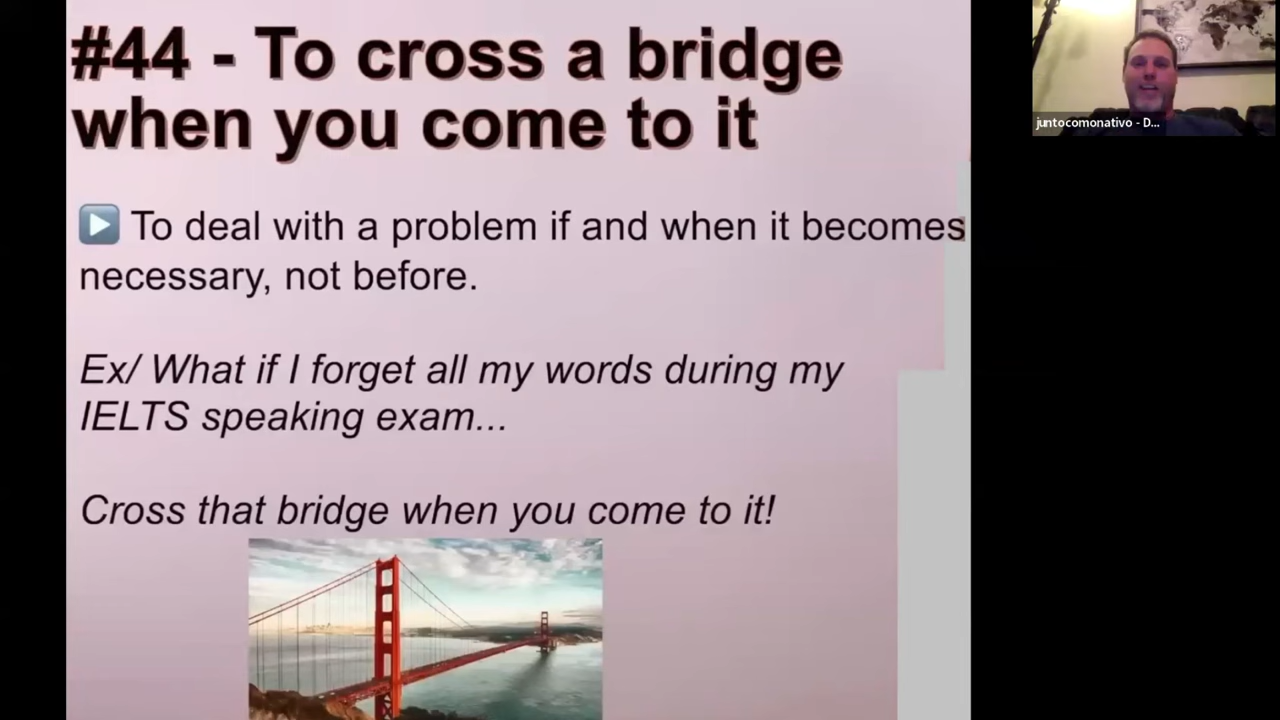 #44 - To cross a bridge
when you come to it
To deal with a problem if and when it becomes
necessary, not before.
Ex/ What if I forget all my words during my
IELTS speaking exam...
Cross that bridge when you come to it!
juntocomonativo - D...